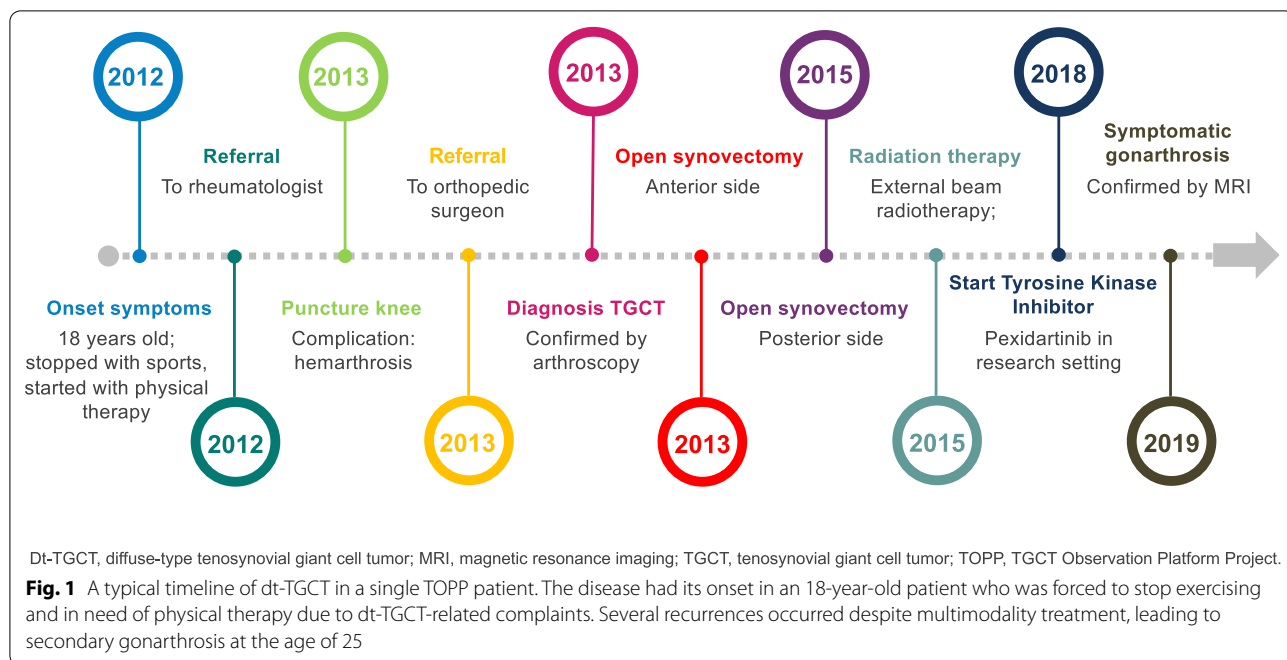 2012
2013
2013
2015
2018
Referral
To rheumatologist
Referral
To orthopedic
surgeon
Open synovectomy
Anterior side
Radiation therapy
External beam
radiotherapy;
Symptomatic
gonarthrosis
Confirmed by MRI
Onset symptoms
18 years old;
stopped with sports,
started with physical
therapy
Puncture knee
Complication:
hemarthrosis
Diagnosis TGCT
Confirmed by
arthroscopy
Open synovectomy
Posterior side
Start Tyrosine Kinase
Inhibitor
Pexidartinib in
research setting
2012
2013
2013
2015
2019
Dt-TGCT, diffuse-type tenosynovial giant cell tumor; MRI, magnetic resonance imaging; TGCT, tenosynovial giant cell tumor; TOPP, TGCT Observation Platform Project.
Fig. 1 A typical timeline of dt-TGCT in a single TOPP patient. The disease had its onset in an 18-year-old patient who was forced to stop exercising
and in need of physical therapy due to dt-TGCT-related complaints. Several recurrences occurred despite multimodality treatment, leading to
secondary gonarthrosis at the age of 25